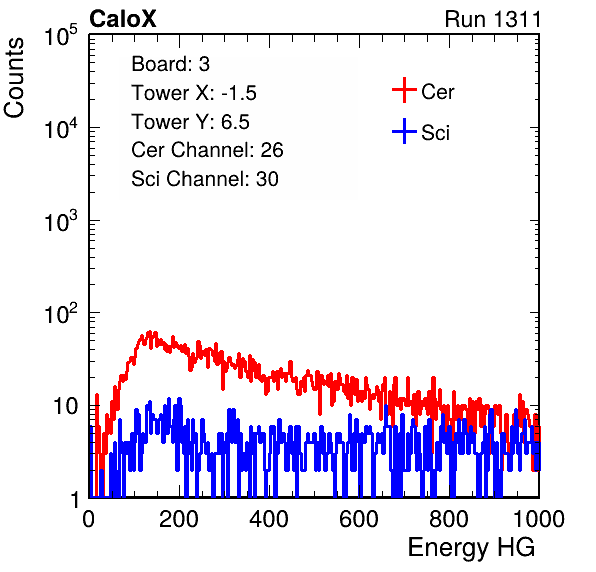 CaloX Run 1311
Counts
10^5
10^4
10^3
10^2
10
1
Board: 3
Tower X: -1.5
Tower Y: 6.5
Cer Channel: 26
Sci Channel: 30
Cer
Sci
0 200 400 600 800 1000
Energy HG